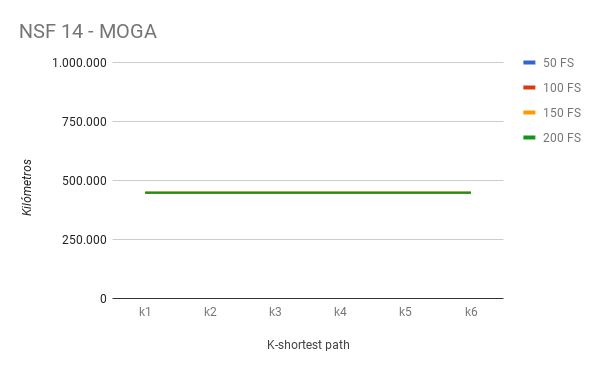 NSF 14 - MOGA
1.000.000
750.000
500.000
250.000
0
Kilómetros
k1 k2 k3 k4 k5 k6
K-shortest path
50 FS
100 FS
150 FS
200 FS